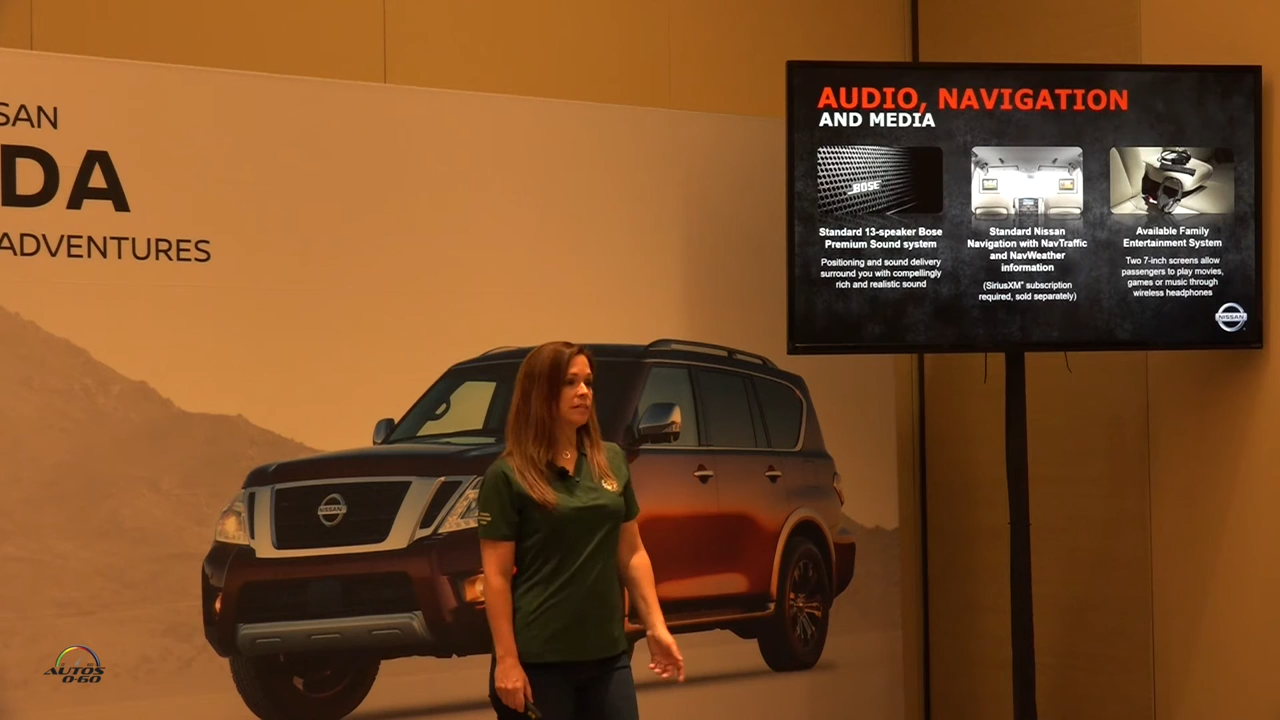 SAN
DA
ADVENTURES
AUDIO, NAVIGATION
AND MEDIA
BOSE
Standard 13-speaker Bose
Premium Sound system
Positioning and sound delivery
surround you with compellingly
rich and realistic sound
Standard Nissan
Navigation with NavTraffic
and NavWeather
information
(SiriusXM® subscription
required, sold separately)
Available Family
Entertainment System
Two 7-inch screens allow
passengers to play movies,
games or music through
wireless headphones
NISSAN
NISSAN
AUTOS
0-60